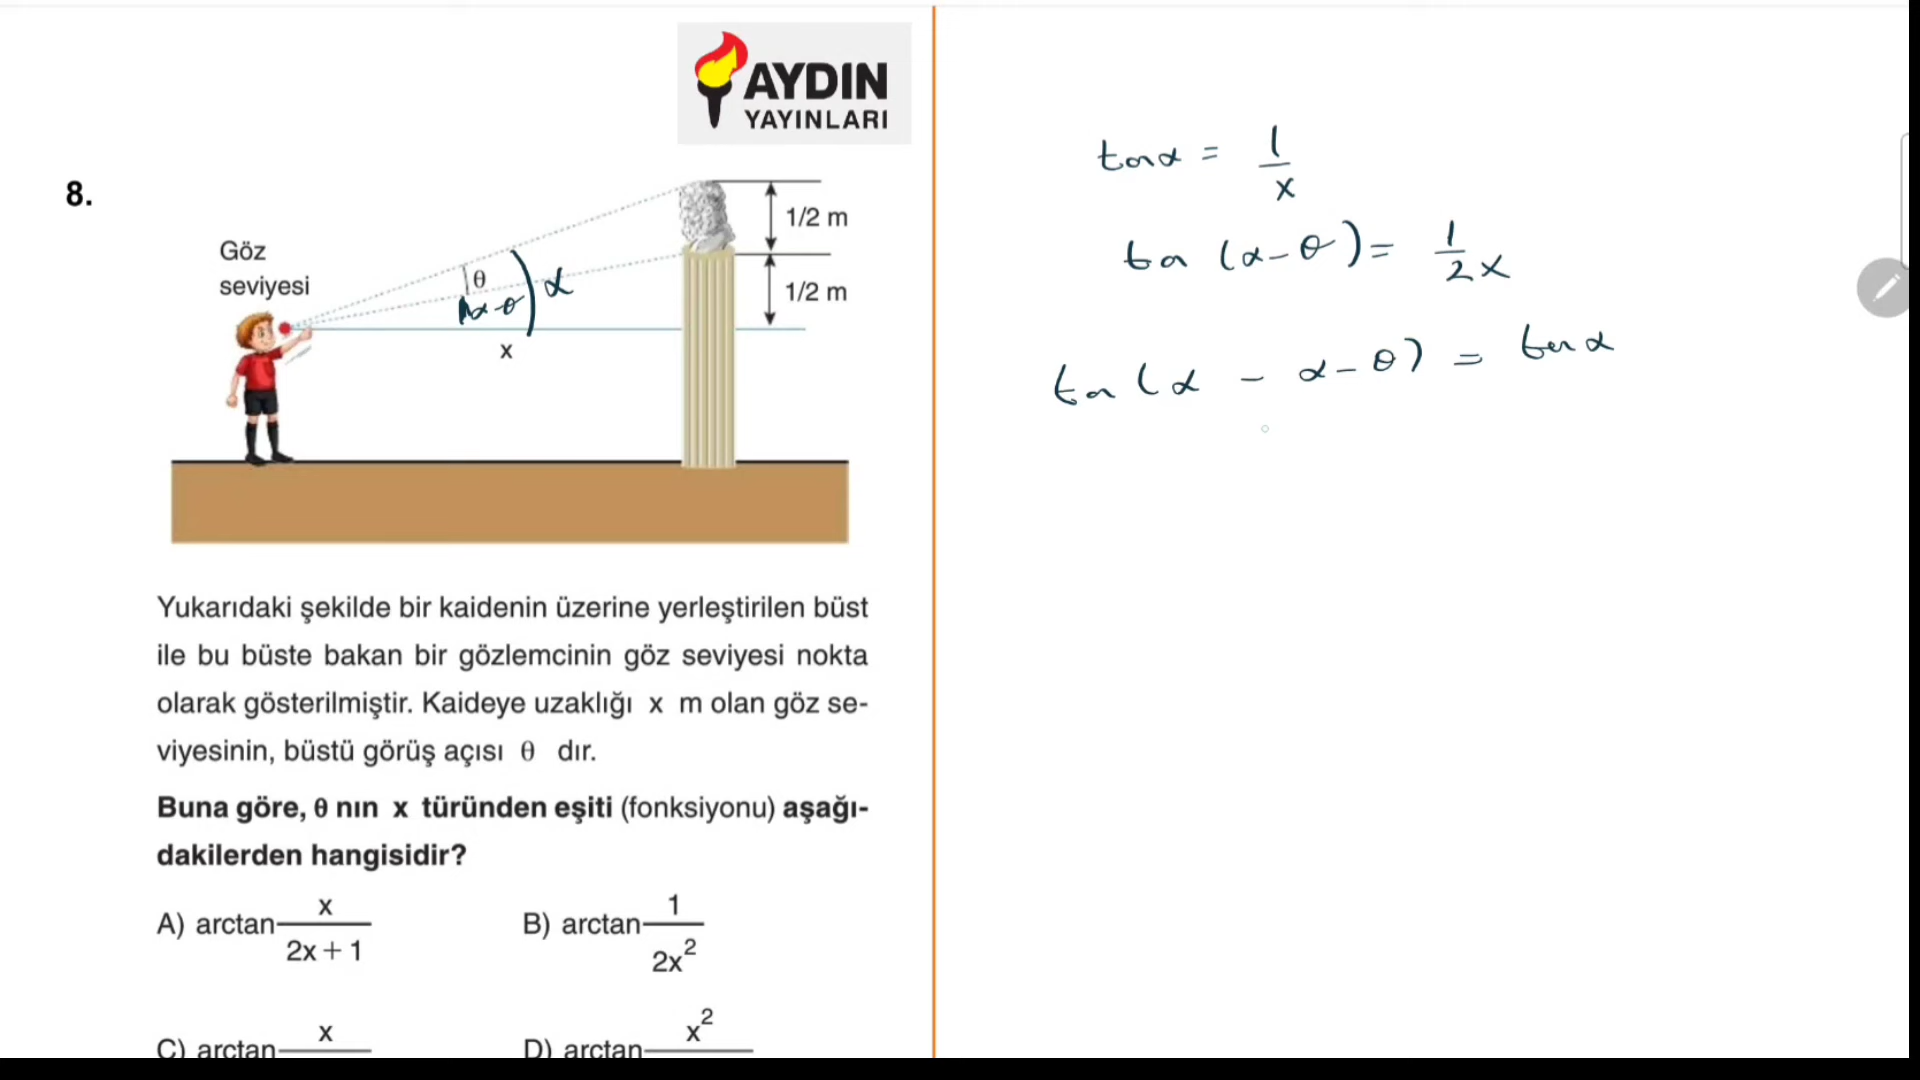 AYDIN
YAYINLARI
8.
Göz
seviyesi
θ
α-θ
α
x
1/2 m
1/2 m
Yukarıdaki şekilde bir kaidenin üzerine yerleştirilen büst
ile bu büste bakan bir gözlemcinin göz seviyesi nokta
olarak gösterilmiştir. Kaideye uzaklığı x m olan göz se-
viyesinin, büstü görüş açısı θ dır.
Buna göre, θ nın x türünden eşiti (fonksiyonu) aşağı-
dakilerden hangisidir?
A) arctan x/(2x+1)
B) arctan 1/(2x²)
C) arctan x
D) arctan x²
tanα = 1/x
tan (α-θ) = 1/2x
tan (α - α-θ) = tanα